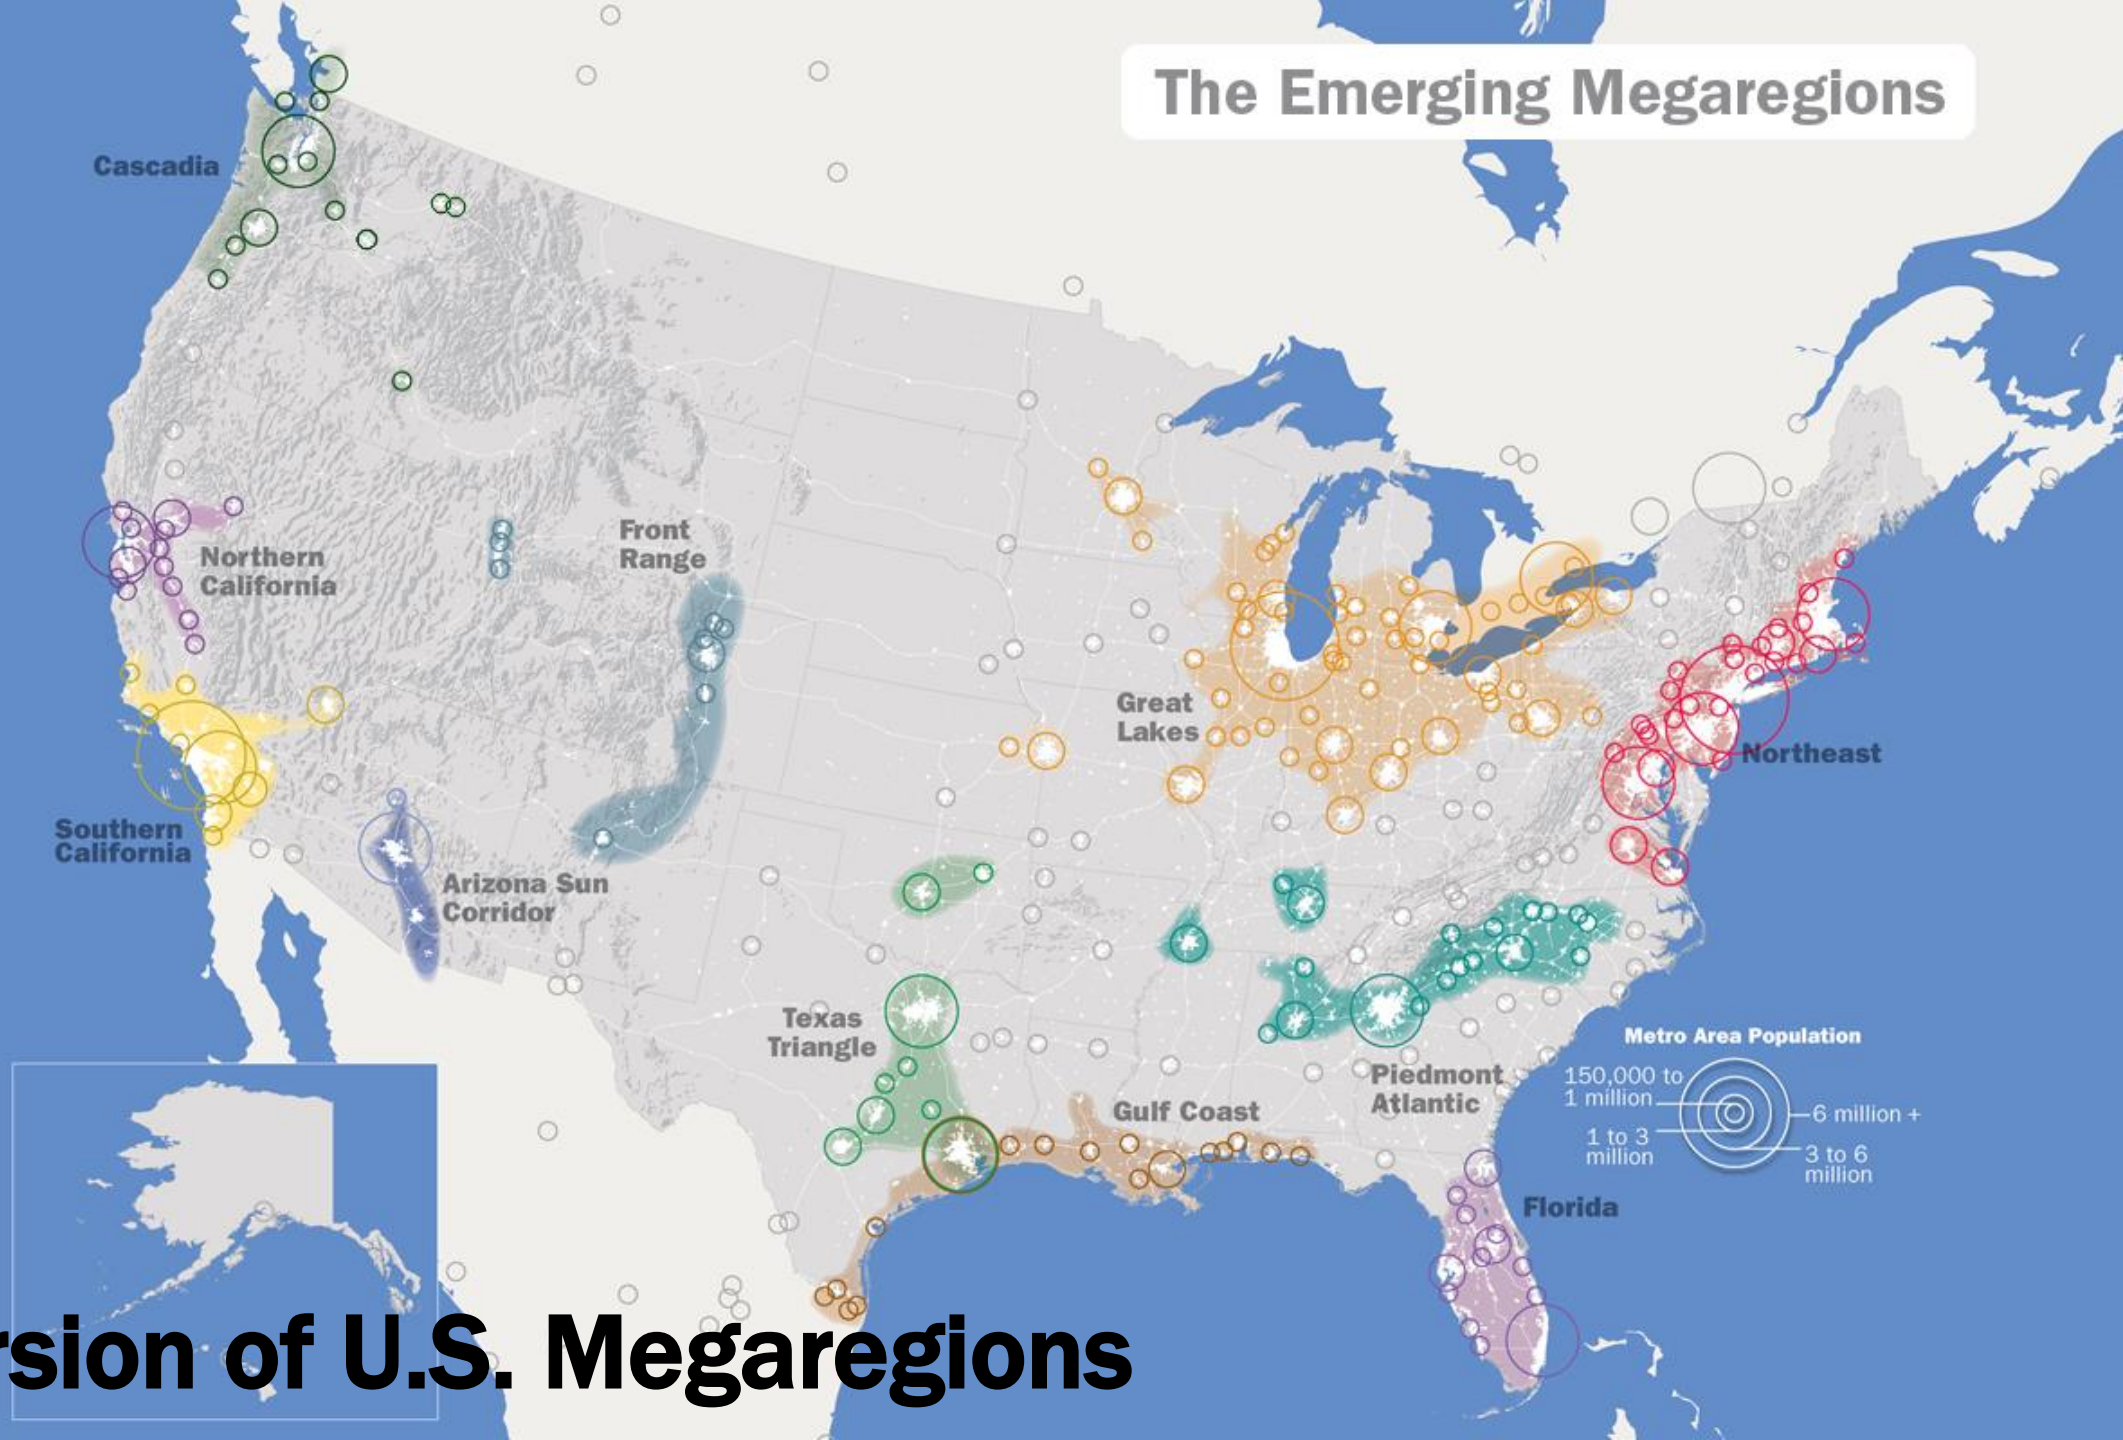 The Emerging Megaregions
Cascadia
Northern
California
Front
Range
Great
Lakes
Northeast
Southern
California
Arizona Sun
Corridor
Texas
Triangle
Gulf Coast
Piedmont
Atlantic
Florida
Metro Area Population
150,000 to
1 million
1 to 3
million
6 million +
3 to 6
million
rsion of U.S. Megaregions